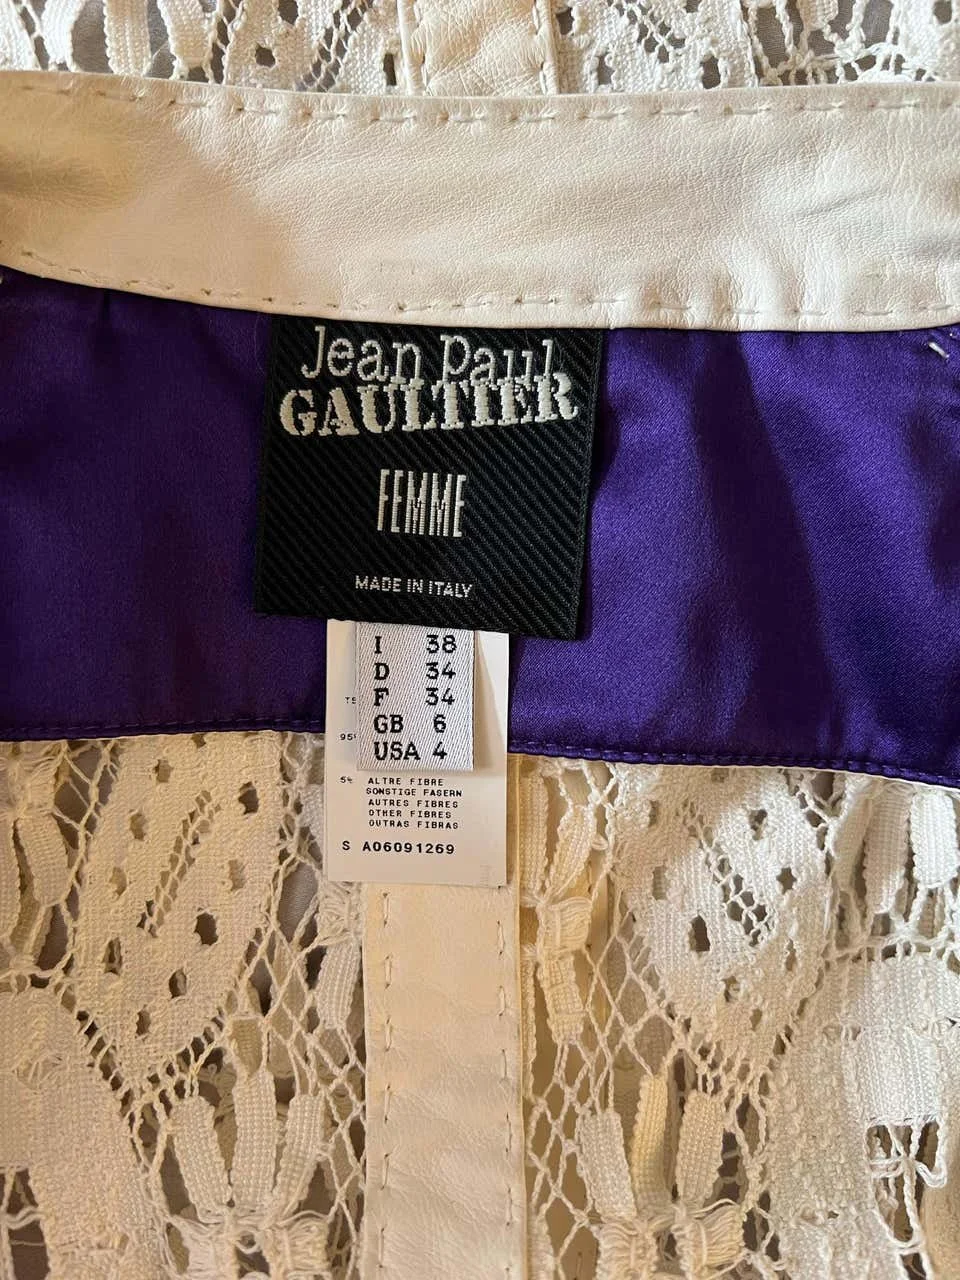 Jean Paul
GAULTIER
FEMME
MADE IN ITALY
I 38
D 34
F 34
GB 6
USA 4
95
5% ALTRE FIBRE
SONSTIGE FASERN
AUTRES FIBRES
OTHER FIBRES
OUTRAS FIBRAS
S A06091269